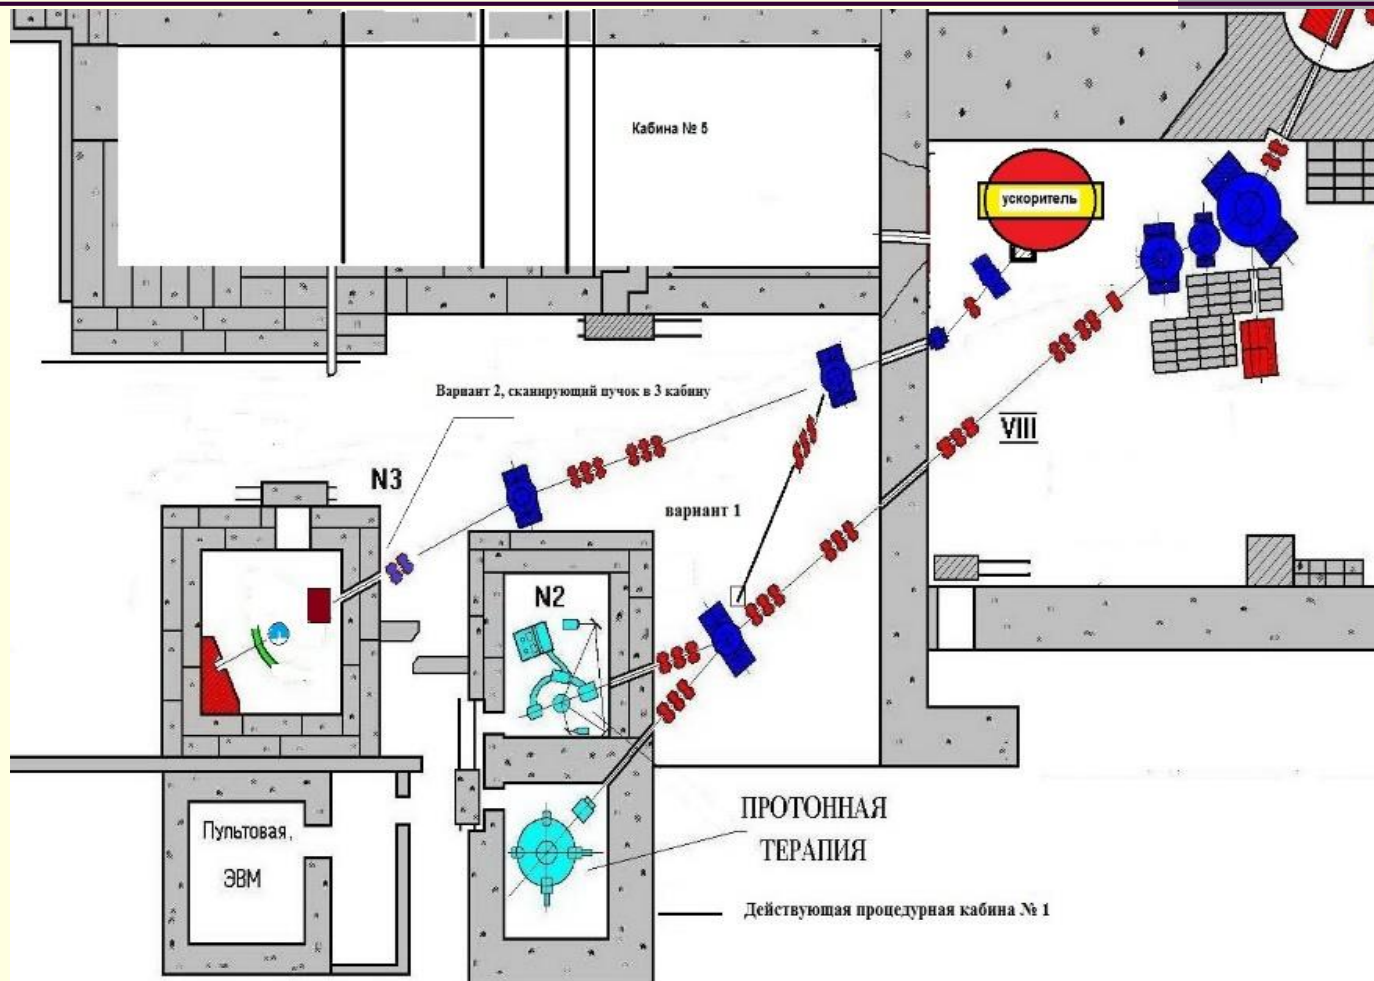 Кабина № 5
ускоритель
Вариант 2, сканирующий пучок в 3 кабину
VIII
N3
вариант 1
N2
ПРОТОННАЯ
ТЕРАПИЯ
Пультовая,
ЭВМ
Действующая процедурная кабина № 1